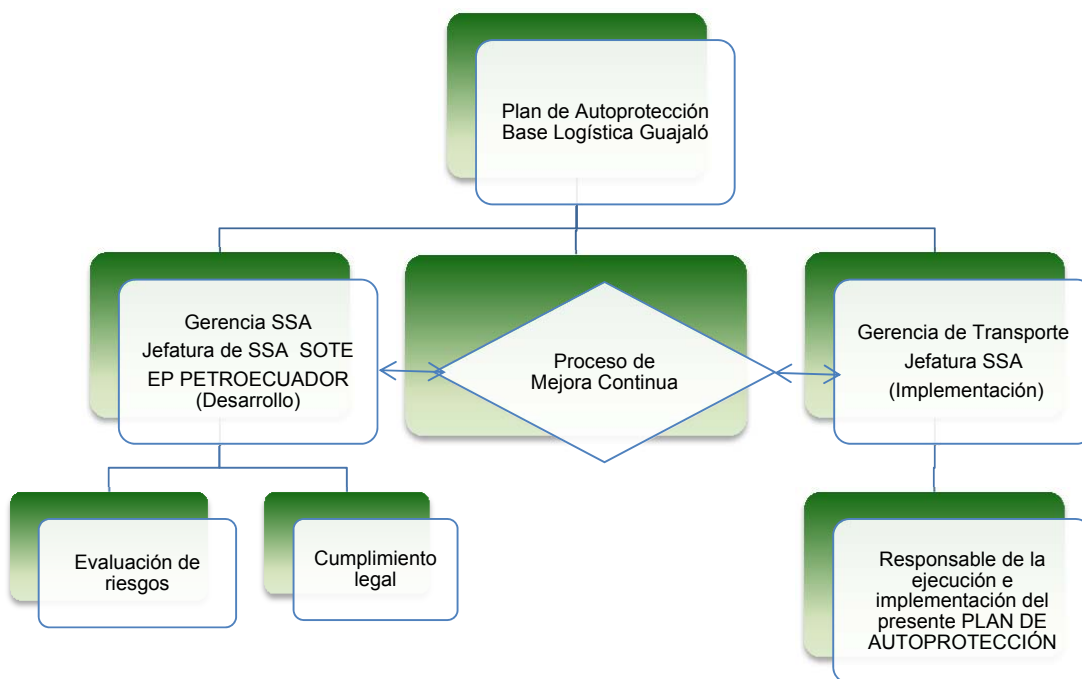 Plan de Autoprotección
Base Logística Guajaló
Gerencia SSA
Jefatura de SSA SOTE
EP PETROECUADOR
(Desarrollo)
Proceso de
Mejora Continua
Gerencia de Transporte
Jefatura SSA
(Implementación)
Evaluación de
riesgos
Cumplimiento
legal
Responsable de la
ejecución e
implementación del
presente PLAN DE
AUTOPROTECCIÓN